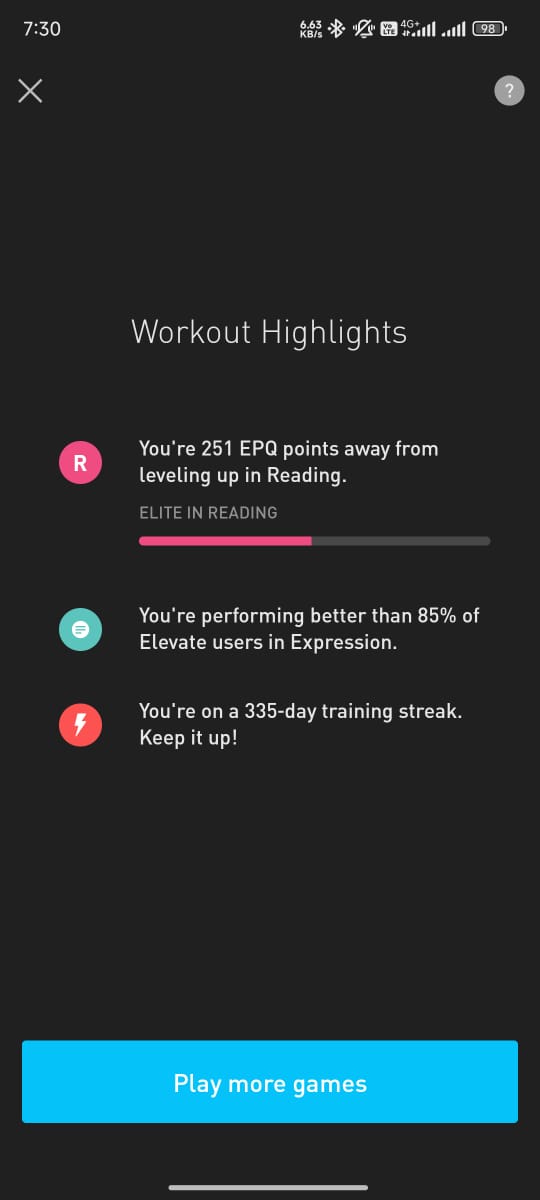 7:30
6.63
KB/s
Vo
LTE
4G+
98
?
Workout Highlights
R
You're 251 EPQ points away from
leveling up in Reading.
ELITE IN READING
You're performing better than 85% of
Elevate users in Expression.
You're on a 335-day training streak.
Keep it up!
Play more games